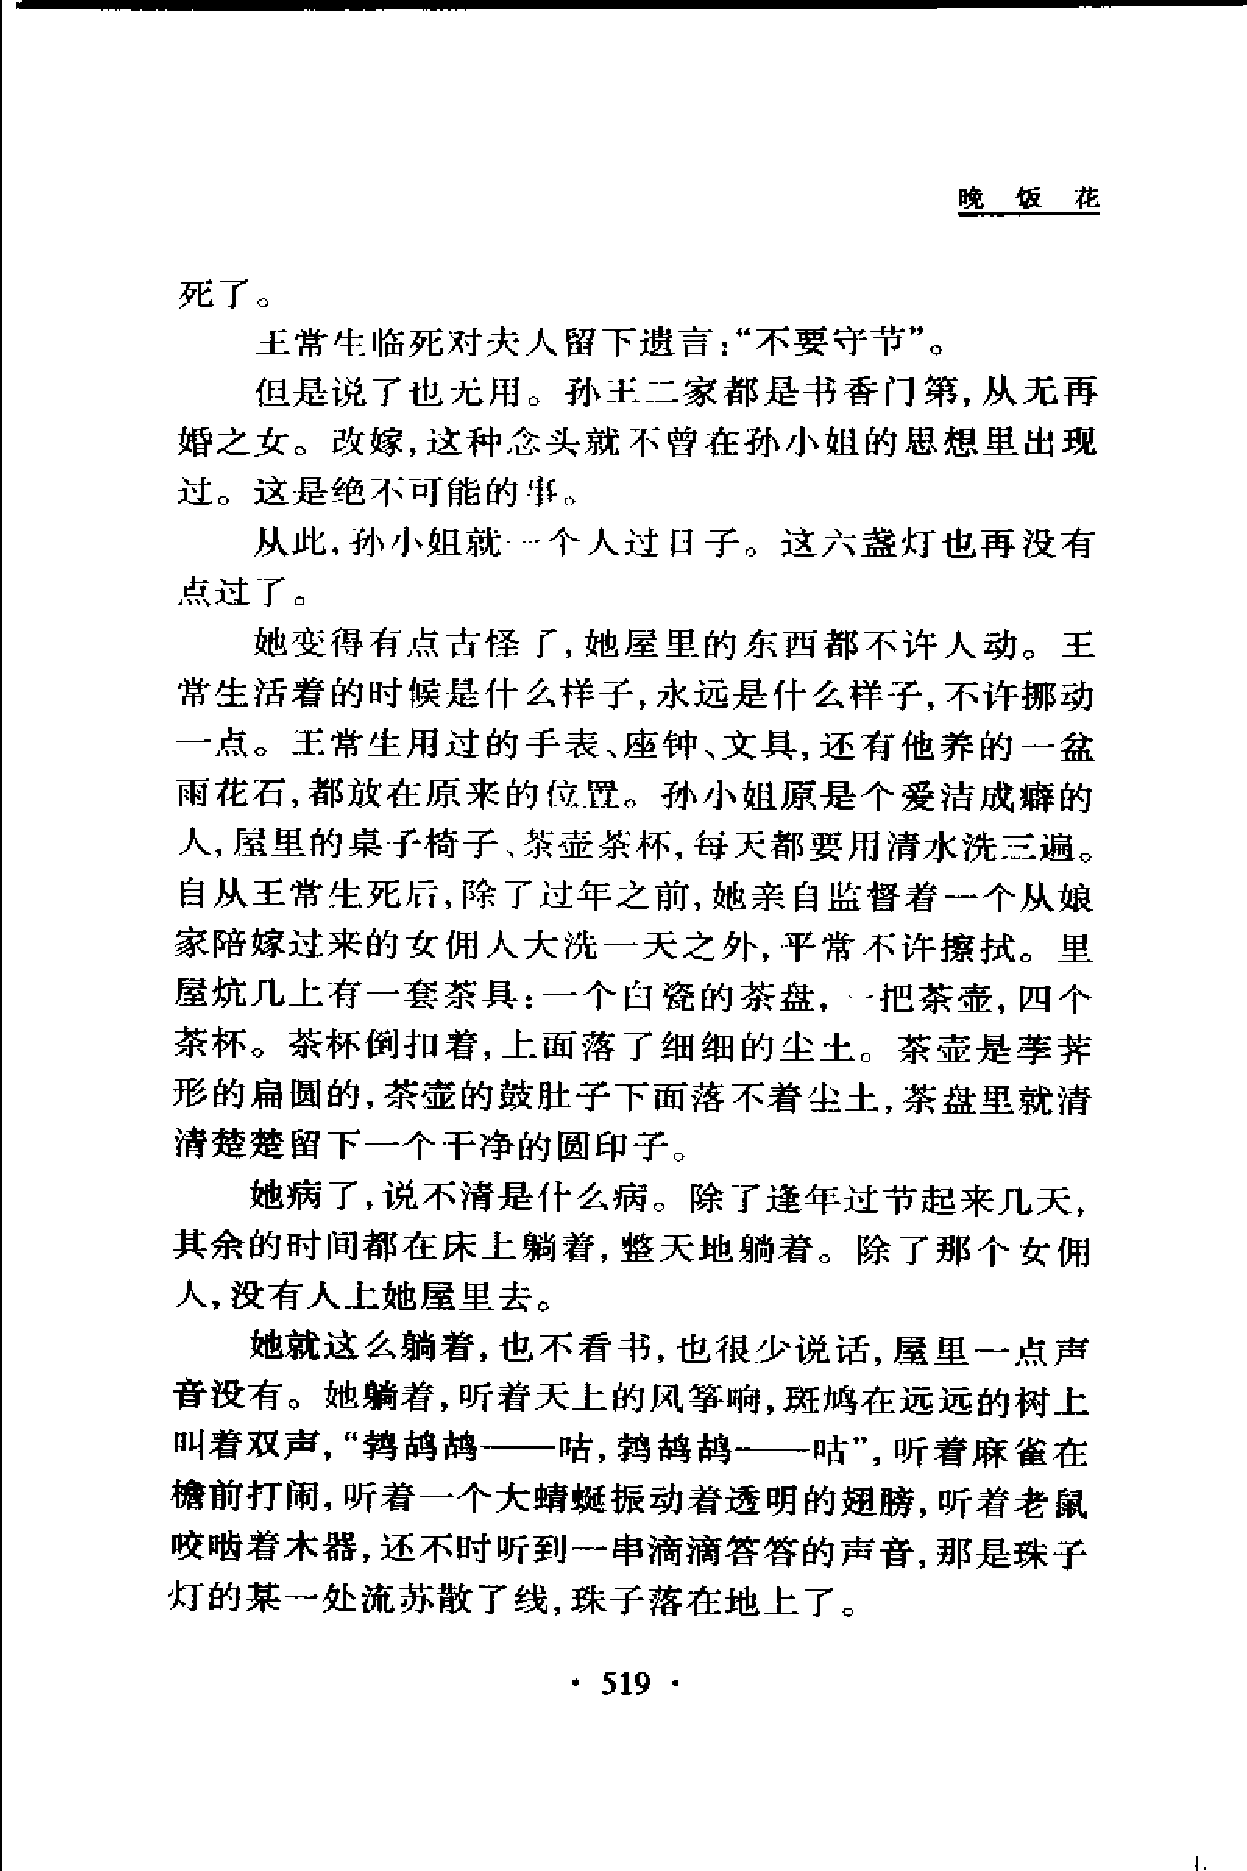 晚饭花
死了。
王常生临死对夫人留下遗言：“不要守节”。
但是说了也无用。孙王二家都是书香门第，从无再
婚之女。改嫁，这种念头就不曾在孙小姐的思想里出现
过。这是绝不可能的事。
从此，孙小姐就一个人过日子。这六盏灯也再没有
点过了。
她变得有点古怪了，她屋里的东西都不许人动。王
常生活着的时候是什么样子，永远是什么样子，不许挪动
一点。王常生用过的手表、座钟、文具，还有他养的一盆
雨花石，都放在原来的位置。孙小姐原是个爱洁成癖的
人，屋里的桌子椅子、茶壶茶杯，每天都要用清水洗三遍。
自从王常生死后，除了过年之前，她亲自监督着一个从娘
家陪嫁过来的女佣人大洗一天之外，平常不许擦拭。里
屋炕几上有一套茶具：一个白瓷的茶盘，一把茶壶，四个
茶杯。茶杯倒扣着，上面落了细细的尘土。茶壶是荸荠
形的扁圆的，茶壶的鼓肚子下面落不着尘土，茶盘里就清
清楚楚留下一个干净的圆印子。
她病了，说不清是什么病。除了逢年过节起来几天，
其余的时间都在床上躺着，整天地躺着。除了那个女佣
人，没有人上她屋里去。
她就这么躺着，也不看书，也很少说话，屋里一点声
音没有。她躺着，听着天上的风筝响，斑鸠在远远的树上
叫着双声，“鹁鸪鸪——咕，鹁鸪鸪——咕”，听着麻雀在
檐前打闹，听着一个大蜻蜓振动着透明的翅膀，听着老鼠
咬啮着木器，还不时听到一串滴滴答答的声音，那是珠子
灯的某一处流苏散了线，珠子落在地上了。
· 519 ·